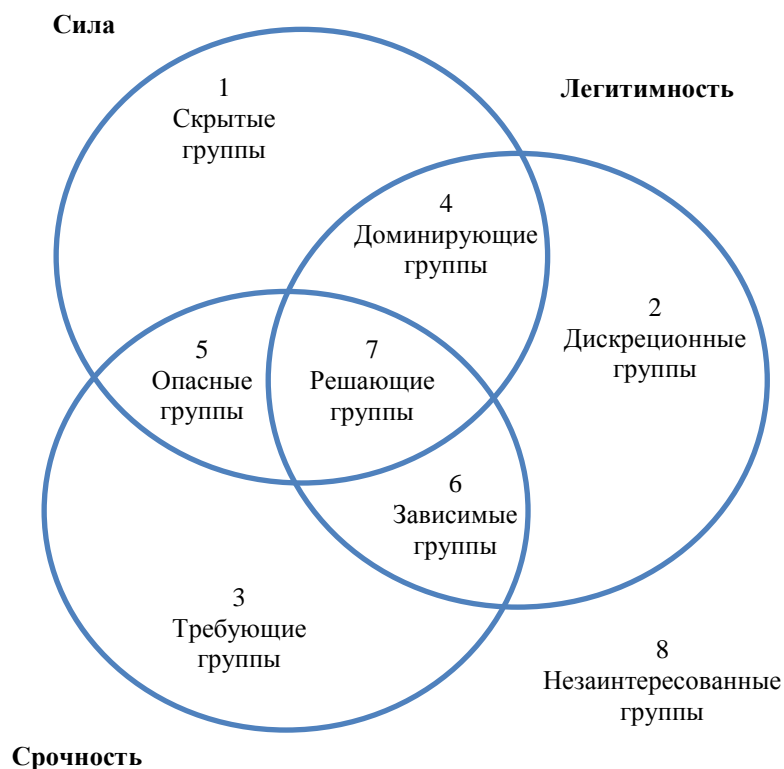 Сила
1
Скрытые
группы
Легитимность
4
Доминирующие
группы
2
Дискреционные
группы
5
Опасные
группы
7
Решающие
группы
6
Зависимые
группы
3
Требующие
группы
8
Незаинтересованные
группы
Срочность